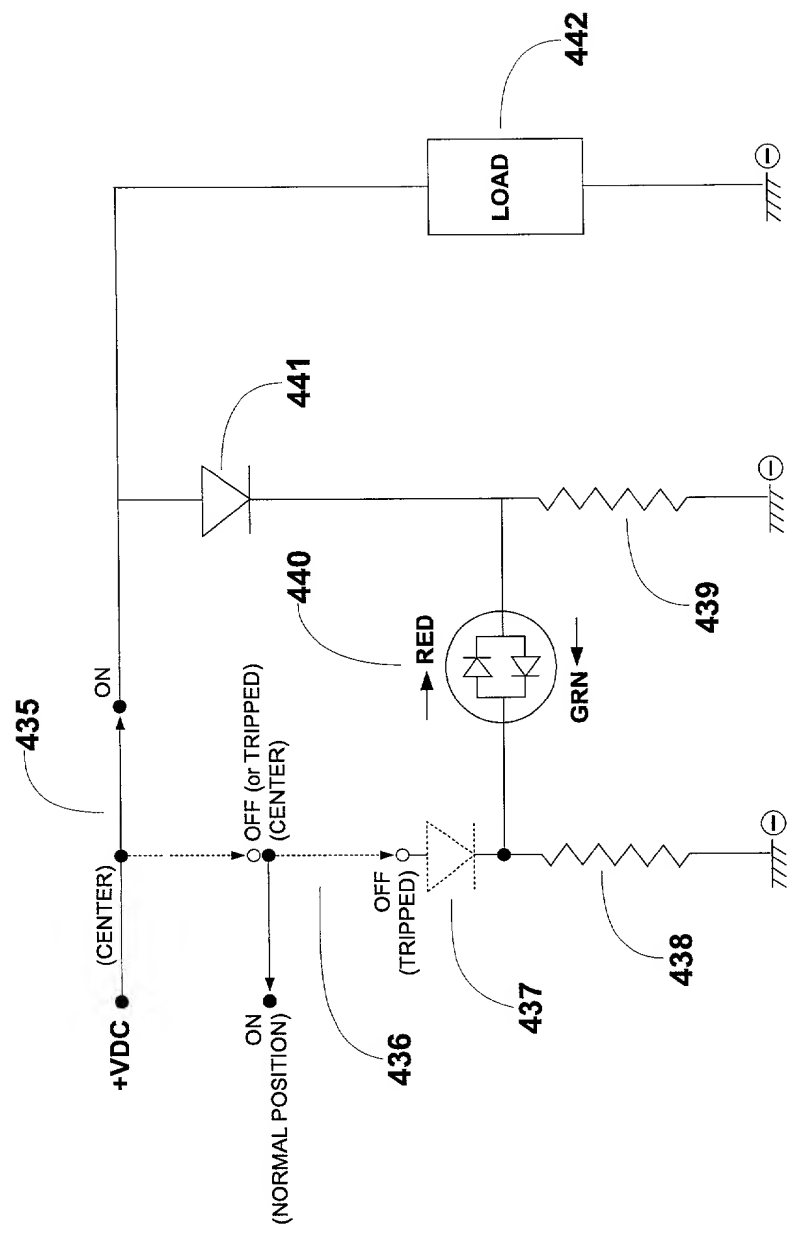 +VDC
(CENTER)
435
ON
OFF (or TRIPPED)
(CENTER)
ON
(NORMAL POSITION)
436
OFF
(TRIPPED)
437
438
440
RED
GRN
441
439
LOAD
442